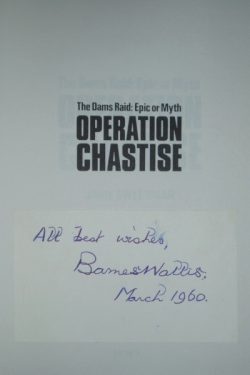 The Dams Raid: Epic or Myth
OPERATION
CHASTISE
All best wishes,
Barnes Wallis.
March 1960.